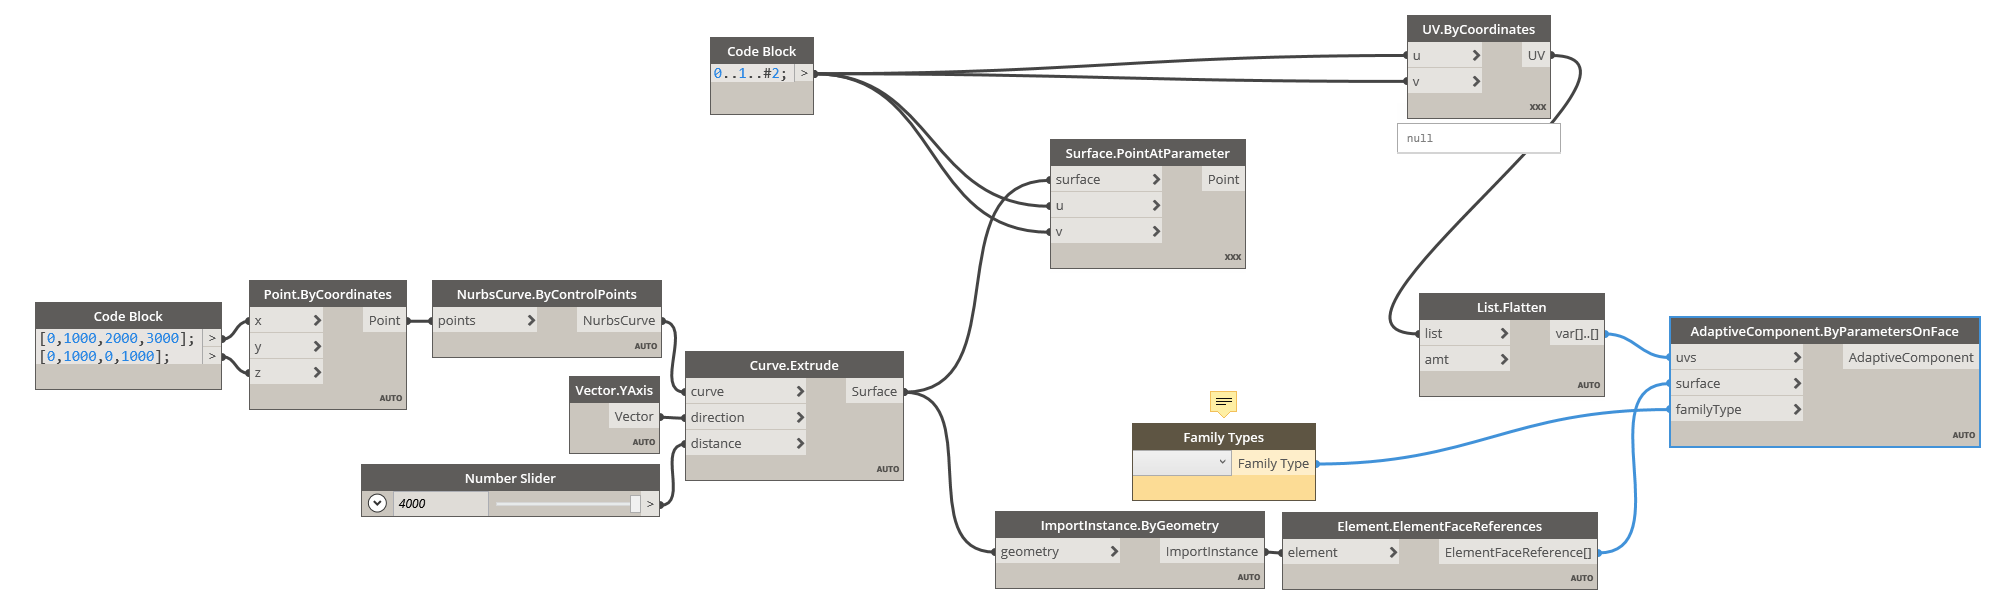 Code Block
0..1..#2; >
UV.ByCoordinates
u UV
v
xxx
null
Surface.PointAtParameter
surface Point
u
v
xxx
Code Block
[0,1000,2000,3000]; >
[0,1000,0,1000]; >
Point.ByCoordinates
x Point
y
z
AUTO
NurbsCurve.ByControlPoints
points NurbsCurve
AUTO
Vector.YAxis
Vector
AUTO
Number Slider
4000 >
Curve.Extrude
curve Surface
direction
distance
AUTO
List.Flatten
list var[]..[]
amt
AUTO
AdaptiveComponent.ByParametersOnFace
uvs AdaptiveComponent
surface
familyType
AUTO
Family Types
Family Type
ImportInstance.ByGeometry
geometry ImportInstance
AUTO
Element.ElementFaceReferences
element ElementFaceReference[]
AUTO